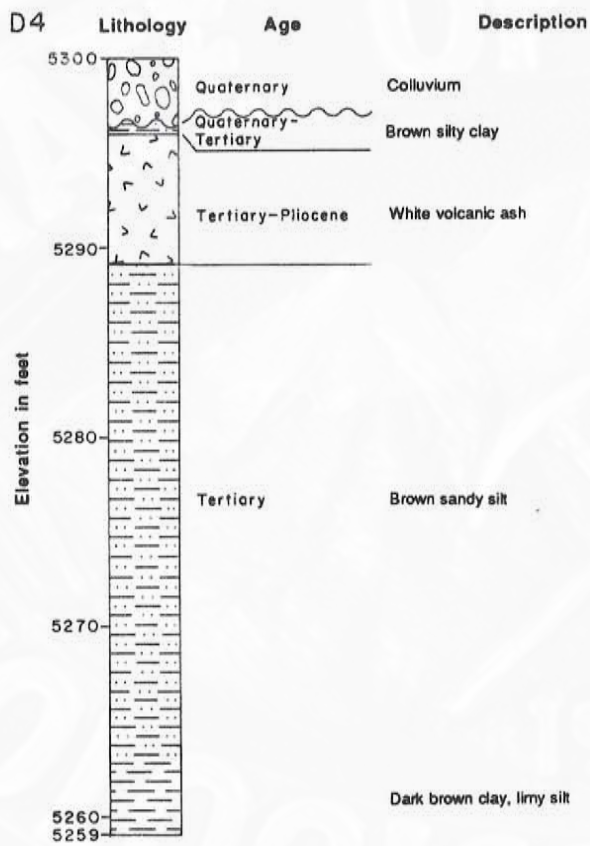 D4 Lithology Age Description
5300
Quaternary Colluvium
Quaternary-
Tertiary Brown silty clay
Tertiary-Pliocene White volcanic ash
5290
Elevation in feet
5280
Tertiary Brown sandy silt
5270
Dark brown clay, limy silt
5260
5259